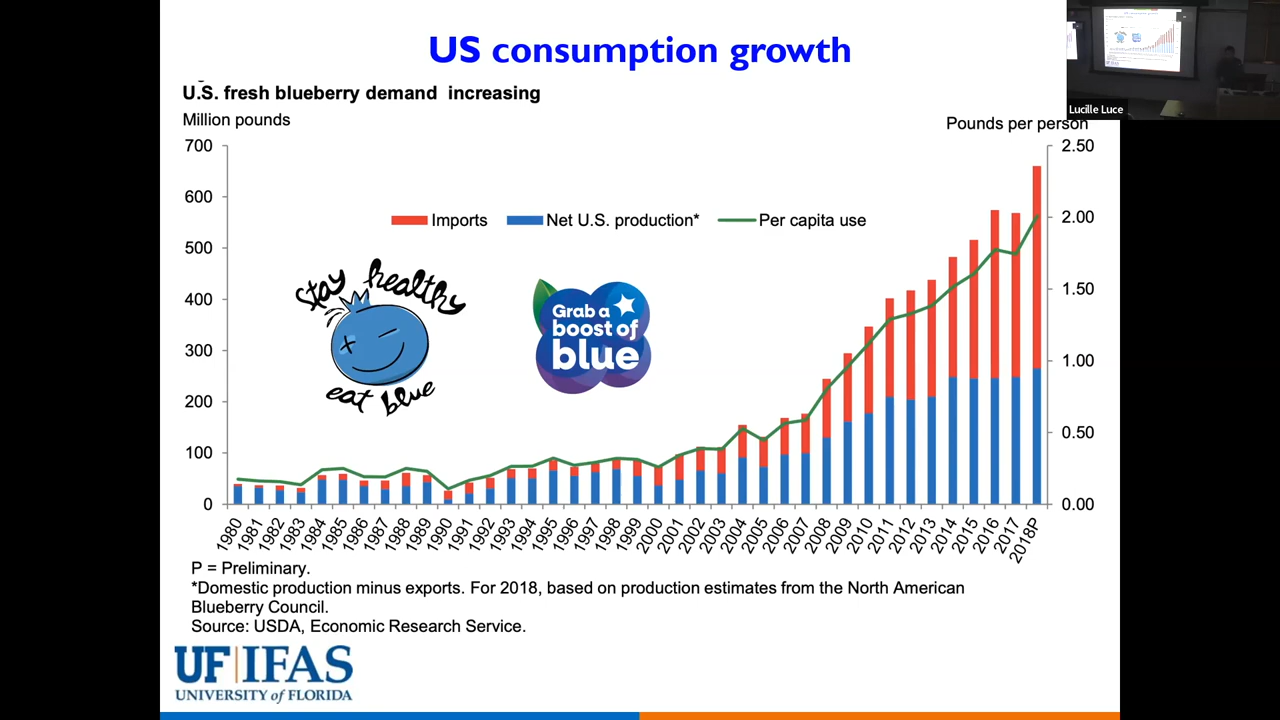 US consumption growth
U.S. fresh blueberry demand increasing
Million pounds
Pounds per person
Lucille Luce
700
600
500
400
300
200
100
0
2.50
2.00
1.50
1.00
0.50
0.00
Imports
Net U.S. production*
Per capita use
Stay healthy
eat blue
Grab a
boost of
blue
1980
1981
1982
1983
1984
1985
1986
1987
1988
1989
1990
1991
1992
1993
1994
1995
1996
1997
1998
1999
2000
2001
2002
2003
2004
2005
2006
2007
2008
2009
2010
2011
2012
2013
2014
2015
2016
2017
2018P
P = Preliminary.
*Domestic production minus exports. For 2018, based on production estimates from the North American
Blueberry Council.
Source: USDA, Economic Research Service.
UF|IFAS
UNIVERSITY of FLORIDA